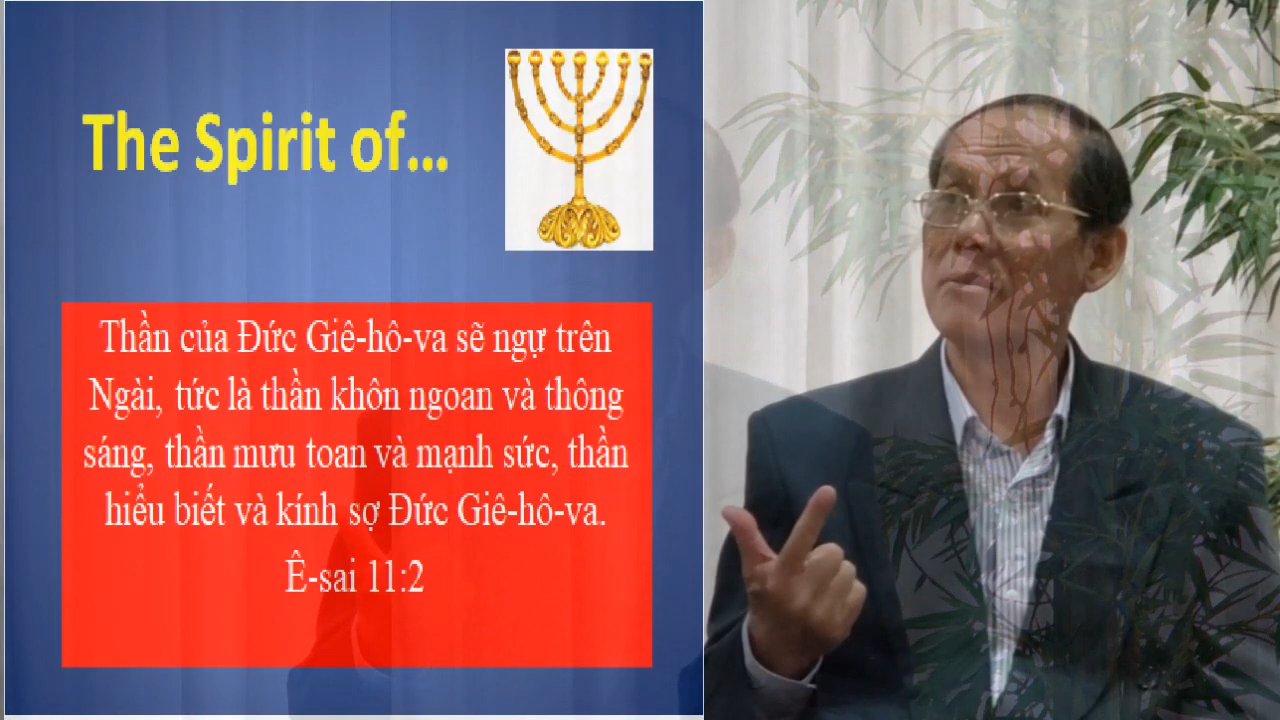 The Spirit of...
Thần của Đức Giê-hô-va sẽ ngự trên
Ngài, tức là thần khôn ngoan và thông
sáng, thần mưu toan và mạnh sức, thần
hiểu biết và kính sợ Đức Giê-hô-va.
Ê-sai 11:2